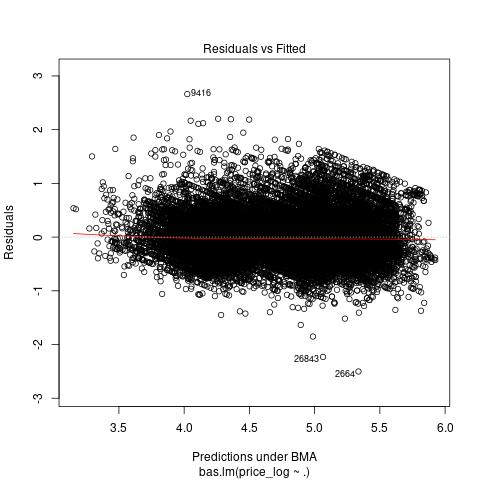 Residuals vs Fitted
3
2
1
0
-1
-2
-3
Residuals
9416
26843
2664
3.5 4.0 4.5 5.0 5.5 6.0
Predictions under BMA
bas.lm(price_log ~ .)